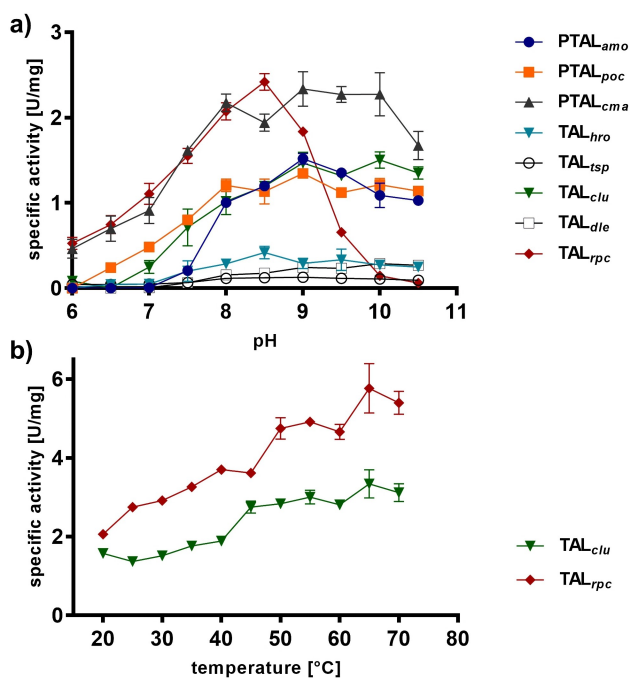 a)
specific activity [U/mg]
3
2
1
0
6 7 8 9 10 11
pH
PTALamo
PTALpoc
PTALcma
TALhro
TALtsp
TALclu
TALdle
TALrpc
b)
specific activity [U/mg]
6
4
2
0
20 30 40 50 60 70 80
temperature [°C]
TALclu
TALrpc